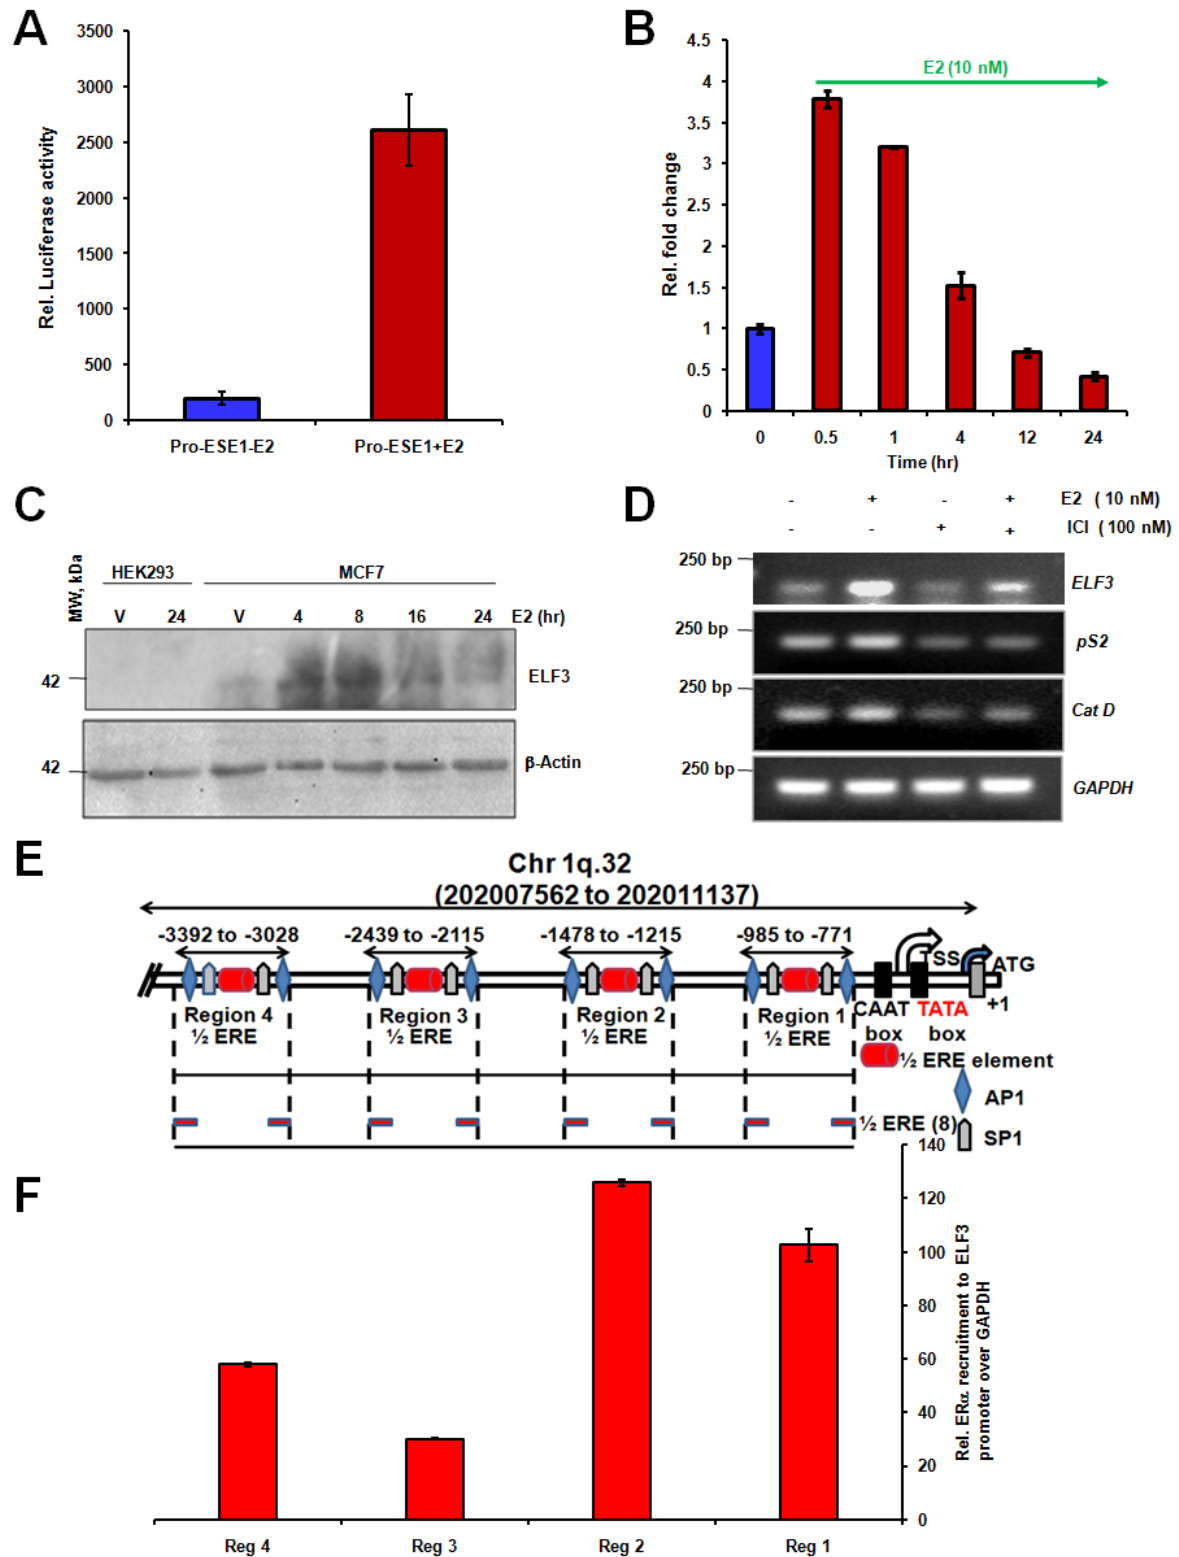 A
3500
3000
2500
2000
1500
1000
500
0
Rel. Luciferase activity
Pro-ESE1-E2
Pro-ESE1+E2
B
4.5
4
3.5
3
2.5
2
1.5
1
0.5
0
Rel. fold change
E2 (10 nM)
0 0.5 1 4 12 24
Time (hr)
C
MW, kDa
HEK293 MCF7
V 24 V 4 8 16 24 E2 (hr)
42 ELF3
42 β-Actin
D
- + - + E2 ( 10 nM)
- - + + ICI ( 100 nM)
250 bp ELF3
250 bp pS2
250 bp Cat D
250 bp GAPDH
E
Chr 1q.32
(202007562 to 202011137)
-3392 to -3028 -2439 to -2115 -1478 to -1215 -985 to -771
TSS ATG
Region 4 Region 3 Region 2 Region 1
½ ERE ½ ERE ½ ERE ½ ERE
CAAT box
TATA box
+1
½ ERE element
AP1
½ ERE (8)
SP1
F
140
120
100
80
60
40
20
0
Rel. ERα recruitment to ELF3
promoter over GAPDH
Reg 4 Reg 3 Reg 2 Reg 1